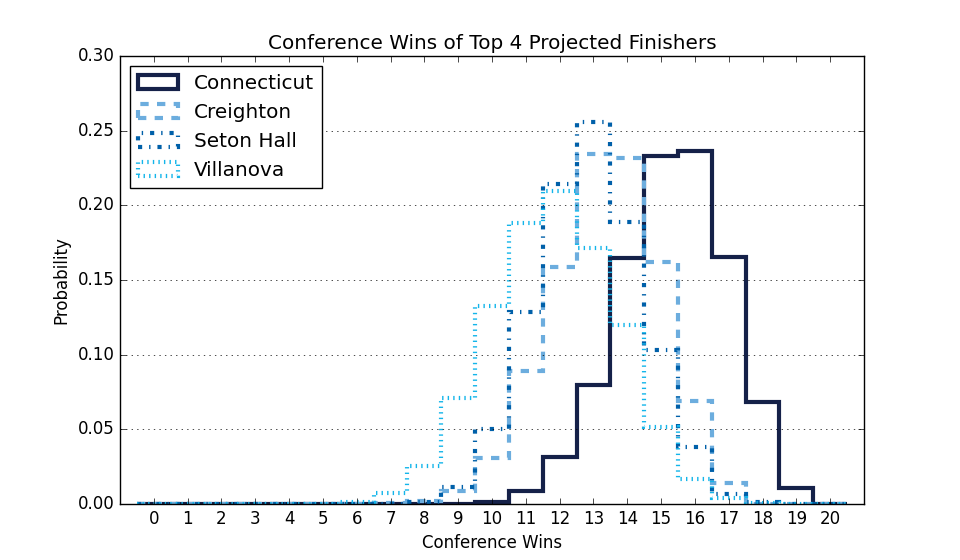 Conference Wins of Top 4 Projected Finishers
Connecticut
Creighton
Seton Hall
Villanova
0.30
0.25
0.20
0.15
0.10
0.05
0.00
Probability
0 1 2 3 4 5 6 7 8 9 10 11 12 13 14 15 16 17 18 19 20
Conference Wins